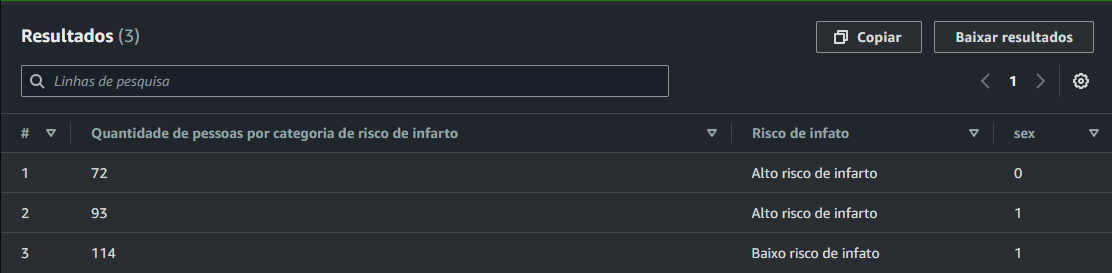 Resultados (3)
Copiar
Baixar resultados
Linhas de pesquisa
1
# Quantidade de pessoas por categoria de risco de infarto Risco de infato sex
1 72 Alto risco de infarto 0
2 93 Alto risco de infarto 1
3 114 Baixo risco de infato 1